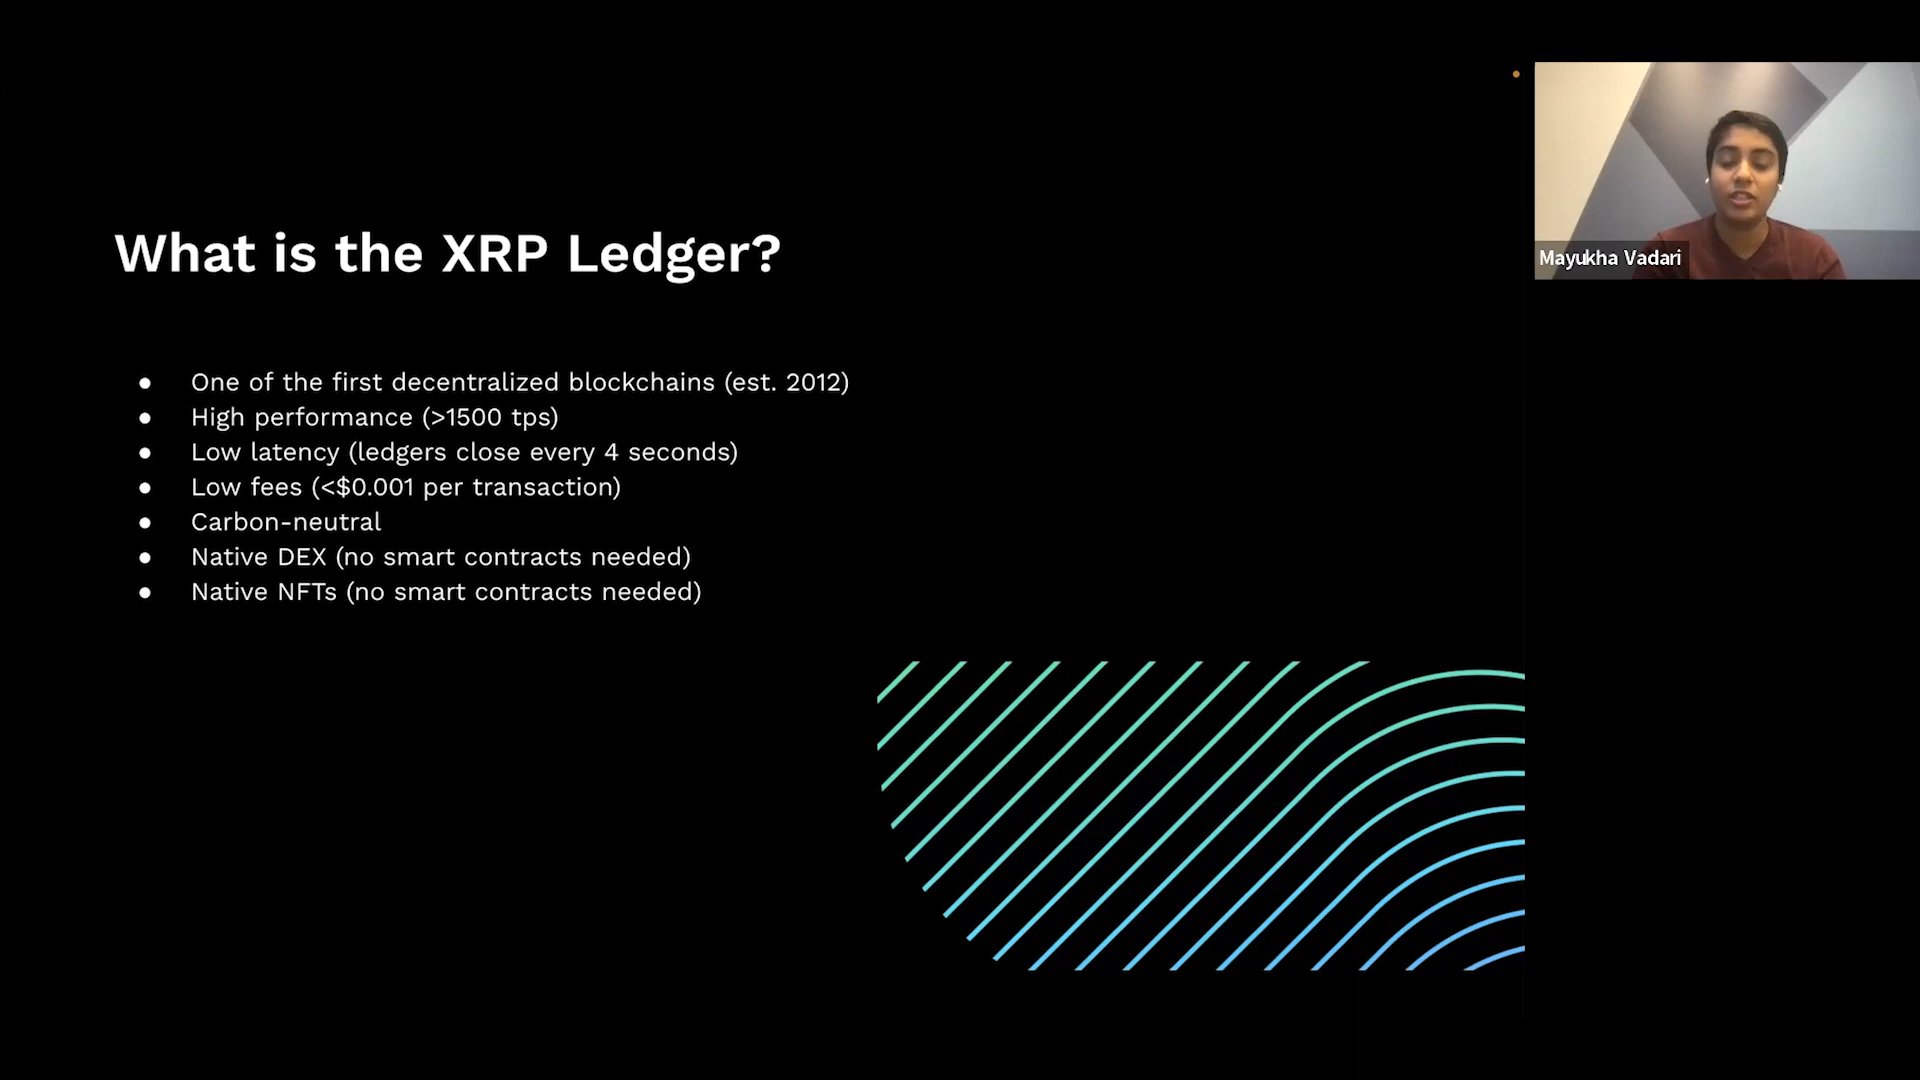 What is the XRP Ledger?
● One of the first decentralized blockchains (est. 2012)
● High performance (>1500 tps)
● Low latency (ledgers close every 4 seconds)
● Low fees (<$0.001 per transaction)
● Carbon-neutral
● Native DEX (no smart contracts needed)
● Native NFTs (no smart contracts needed)
Mayukha Vadari